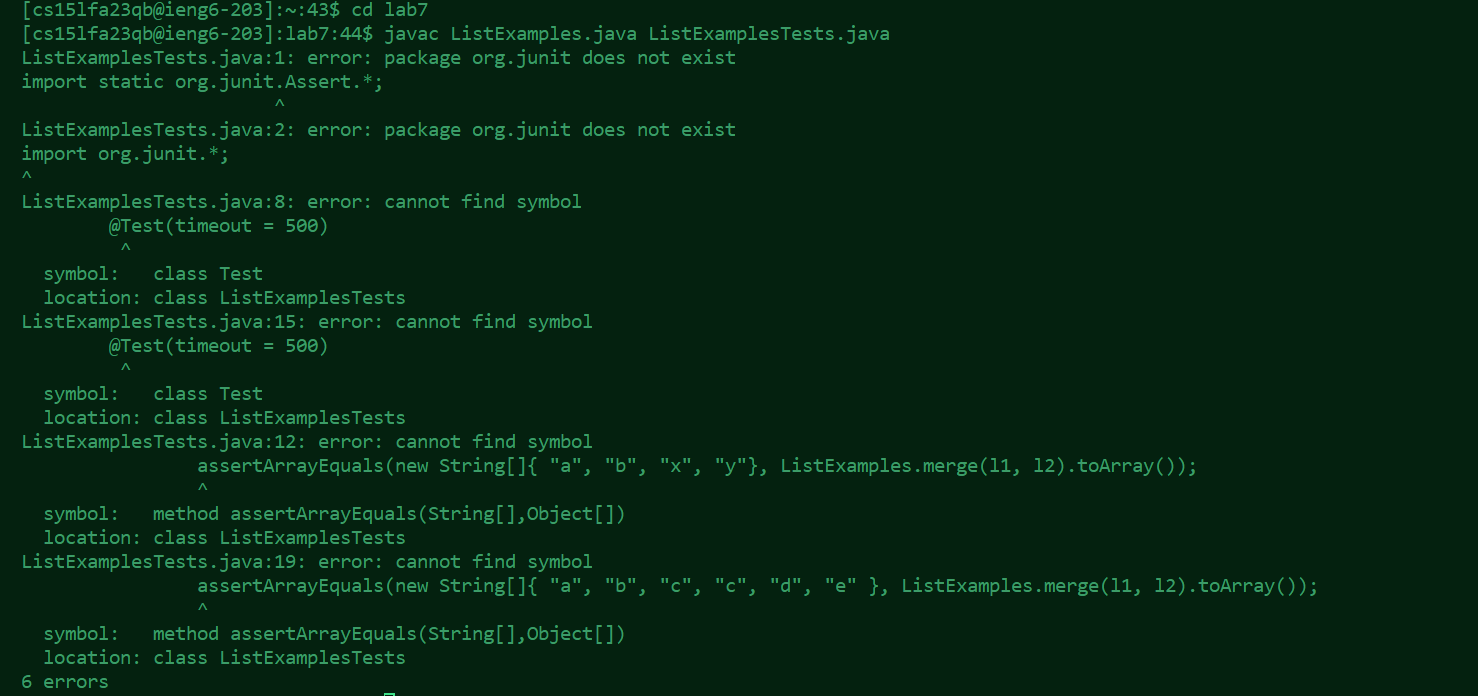 [cs15lfa23qb@ieng6-203]:~:43$ cd lab7
[cs15lfa23qb@ieng6-203]:lab7:44$ javac ListExamples.java ListExamplesTests.java
ListExamplesTests.java:1: error: package org.junit does not exist
import static org.junit.Assert.*;
                       ^
ListExamplesTests.java:2: error: package org.junit does not exist
import org.junit.*;
^
ListExamplesTests.java:8: error: cannot find symbol
        @Test(timeout = 500)
         ^
  symbol:   class Test
  location: class ListExamplesTests
ListExamplesTests.java:15: error: cannot find symbol
        @Test(timeout = 500)
         ^
  symbol:   class Test
  location: class ListExamplesTests
ListExamplesTests.java:12: error: cannot find symbol
                assertArrayEquals(new String[]{ "a", "b", "x", "y"}, ListExamples.merge(l1, l2).toArray());
                ^
  symbol:   method assertArrayEquals(String[],Object[])
  location: class ListExamplesTests
ListExamplesTests.java:19: error: cannot find symbol
                assertArrayEquals(new String[]{ "a", "b", "c", "c", "d", "e" }, ListExamples.merge(l1, l2).toArray());
                ^
  symbol:   method assertArrayEquals(String[],Object[])
  location: class ListExamplesTests
6 errors